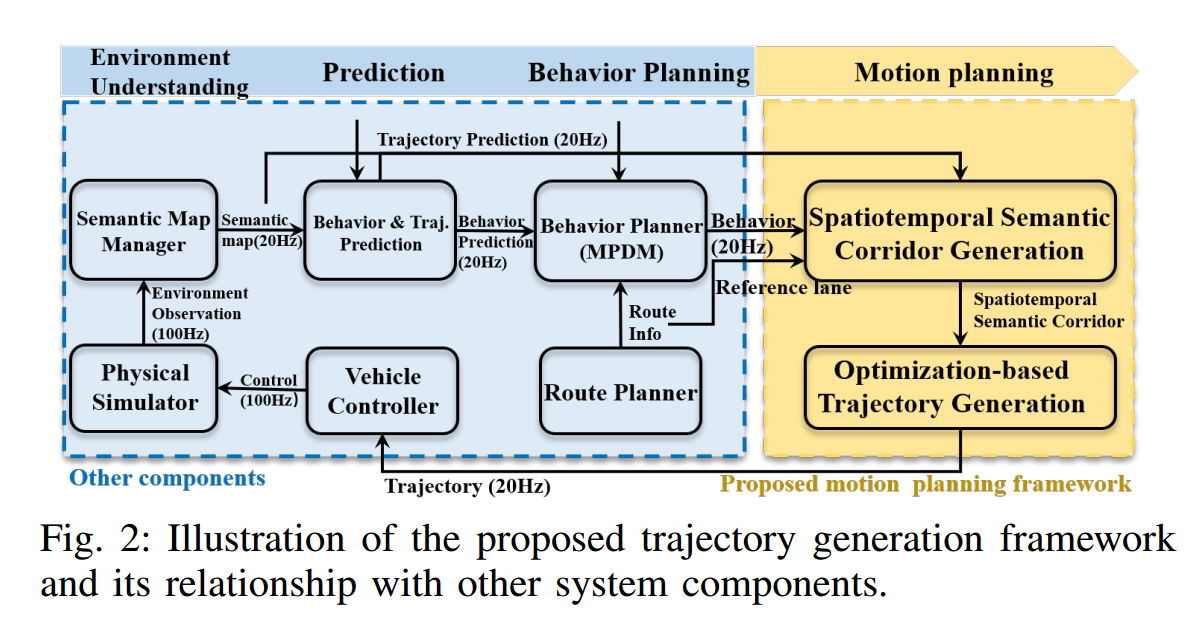 Environment
Understanding
Prediction
Behavior Planning
Motion planning
Trajectory Prediction (20Hz)
Semantic Map
Manager
Semantic
map(20Hz)
Behavior & Traj.
Prediction
Behavior
Prediction
(20Hz)
Behavior Planner
(MPDM)
Behavior
(20Hz)
Reference lane
Spatiotemporal Semantic
Corridor Generation
Environment
Observation
(100Hz)
Route
Info
Spatiotemporal
Semantic Corridor
Physical
Simulator
Control
(100Hz)
Vehicle
Controller
Route Planner
Optimization-based
Trajectory Generation
Other components
Trajectory (20Hz)
Proposed motion planning framework
Fig. 2: Illustration of the proposed trajectory generation framework
and its relationship with other system components.